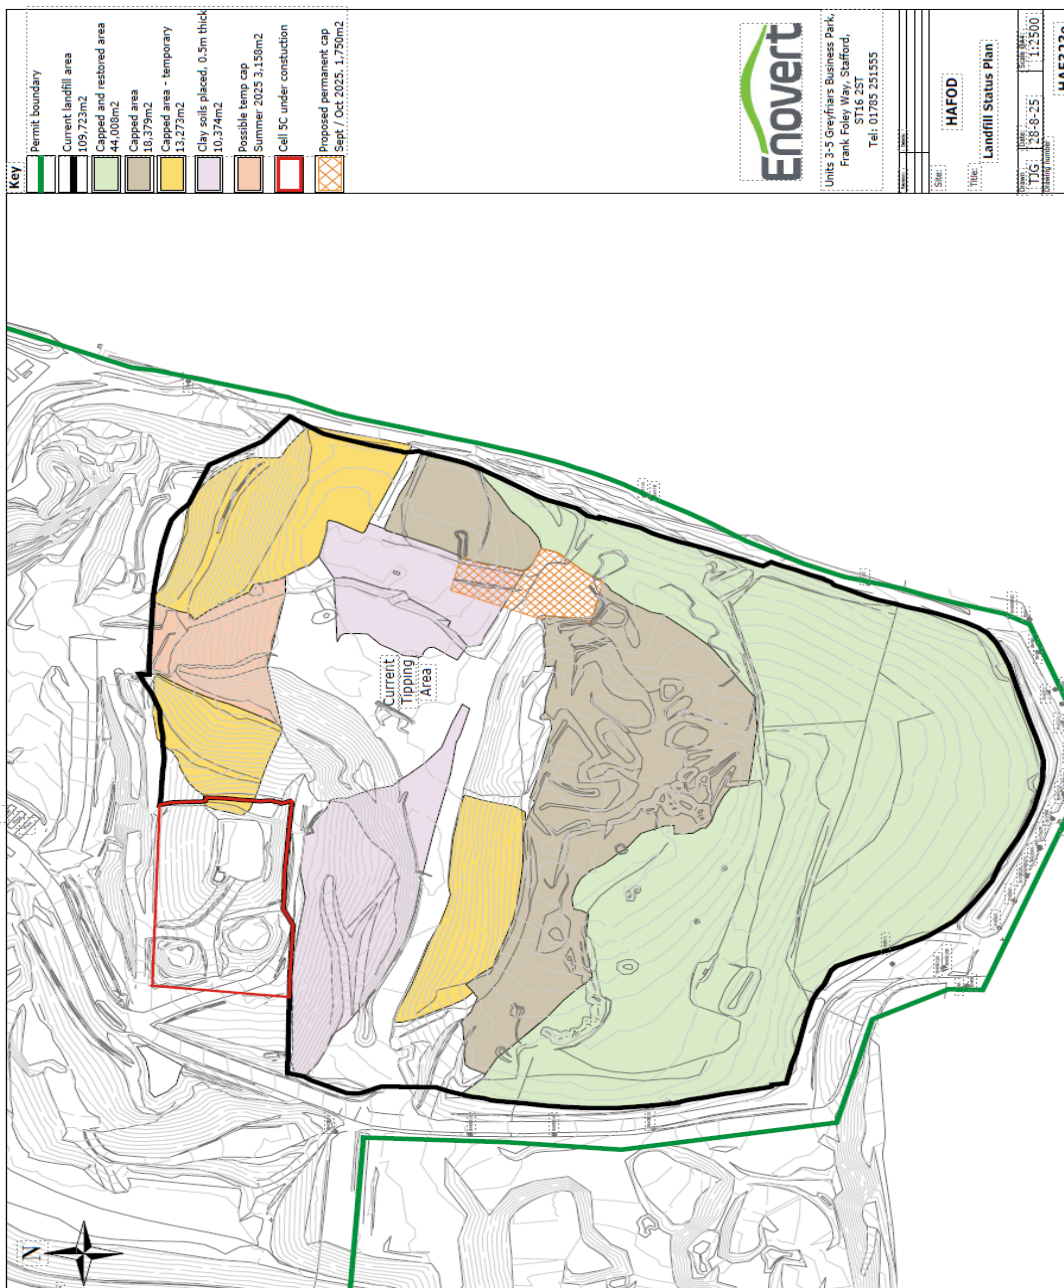 Key
Permit boundary
Current landfill area
109,723m2
Capped and restored area
44,008m2
Capped area
18,379m2
Capped area - temporary
13,273m2
Clay soils placed, 0.5m thick
10,374m2
Possible temp cap
Summer 2025 3,158m2
Cell 5C under constuction
Proposed permanent cap
Sept / Oct 2025. 1,750m2
Enovert
Units 3-5 Greyfriars Business Park,
Frank Foley Way, Stafford,
ST16 2ST
Tel: 01785 251555
Site:
HAFOD
Title:
Landfill Status Plan
Drawn
TJG
Date:
28-8-25
1:2500
Drawing number
Current
Tipping
Area
N